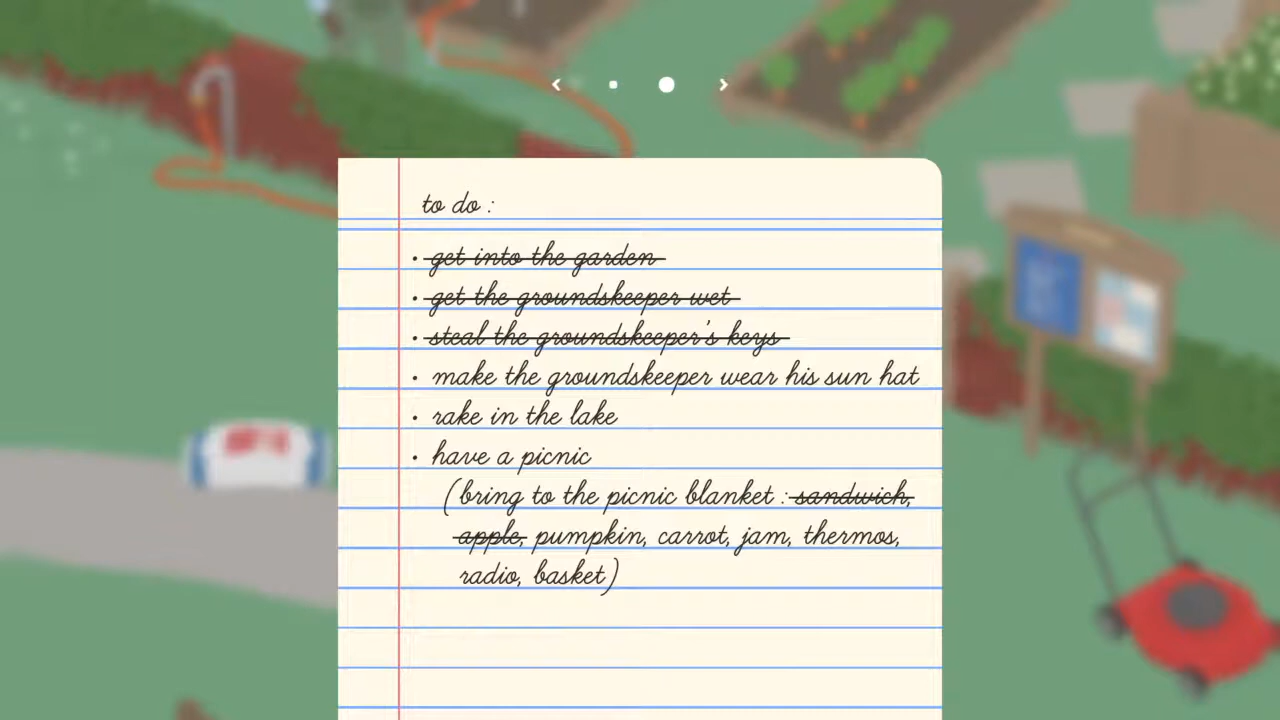 to do :
• get into the garden
• get the groundskeeper wet
• steal the groundskeeper's keys
• make the groundskeeper wear his sun hat
• rake in the lake
• have a picnic
(bring to the picnic blanket : sandwich,
apple, pumpkin, carrot, jam, thermos,
radio, basket)